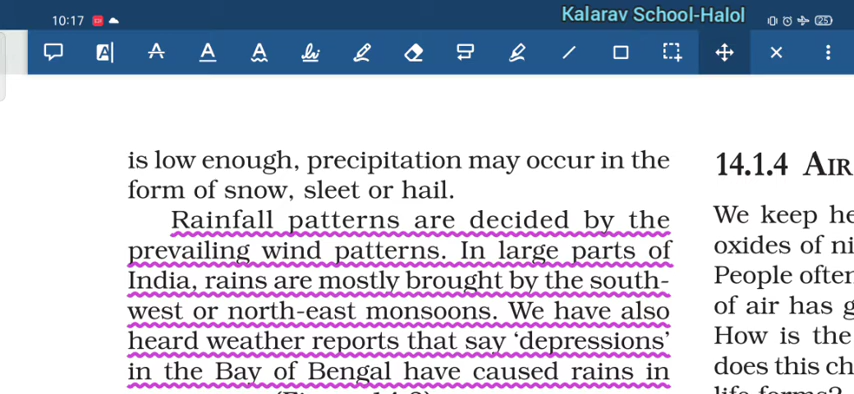 10:17
Kalarav School-Halol
25
is low enough, precipitation may occur in the
form of snow, sleet or hail.
Rainfall patterns are decided by the
prevailing wind patterns. In large parts of
India, rains are mostly brought by the south-
west or north-east monsoons. We have also
heard weather reports that say ‘depressions’
in the Bay of Bengal have caused rains in
14.1.4 AIR
We keep he
oxides of ni
People often
of air has g
How is the
does this ch